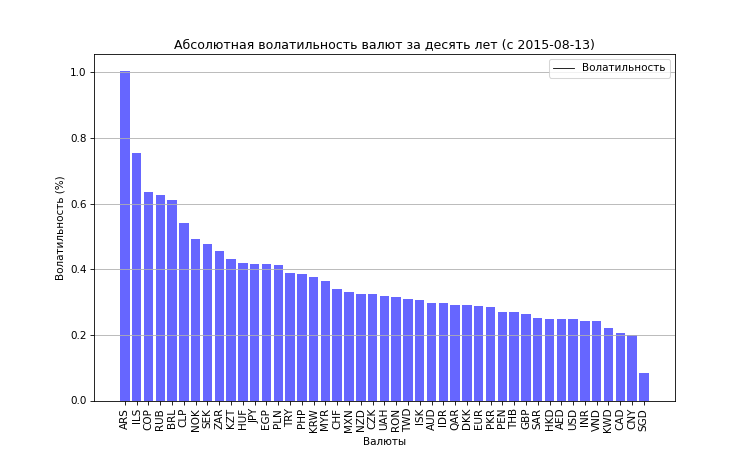 Абсолютная волатильность валют за десять лет (с 2015-08-13)
Волатильность
Волатильность (%)
1.0
0.8
0.6
0.4
0.2
0.0
ARS ILS COP RUB BRL CLP NOK SEK ZAR KZT HUF JPY EGP PLN TRY PHP KRW MYR CHF MXN NZD CZK UAH RON TWD ISK AUD IDR QAR DKK EUR PKR PEN THB GBP SAR HKD AED USD INR VND KWD CAD CNY SGD
Валюты